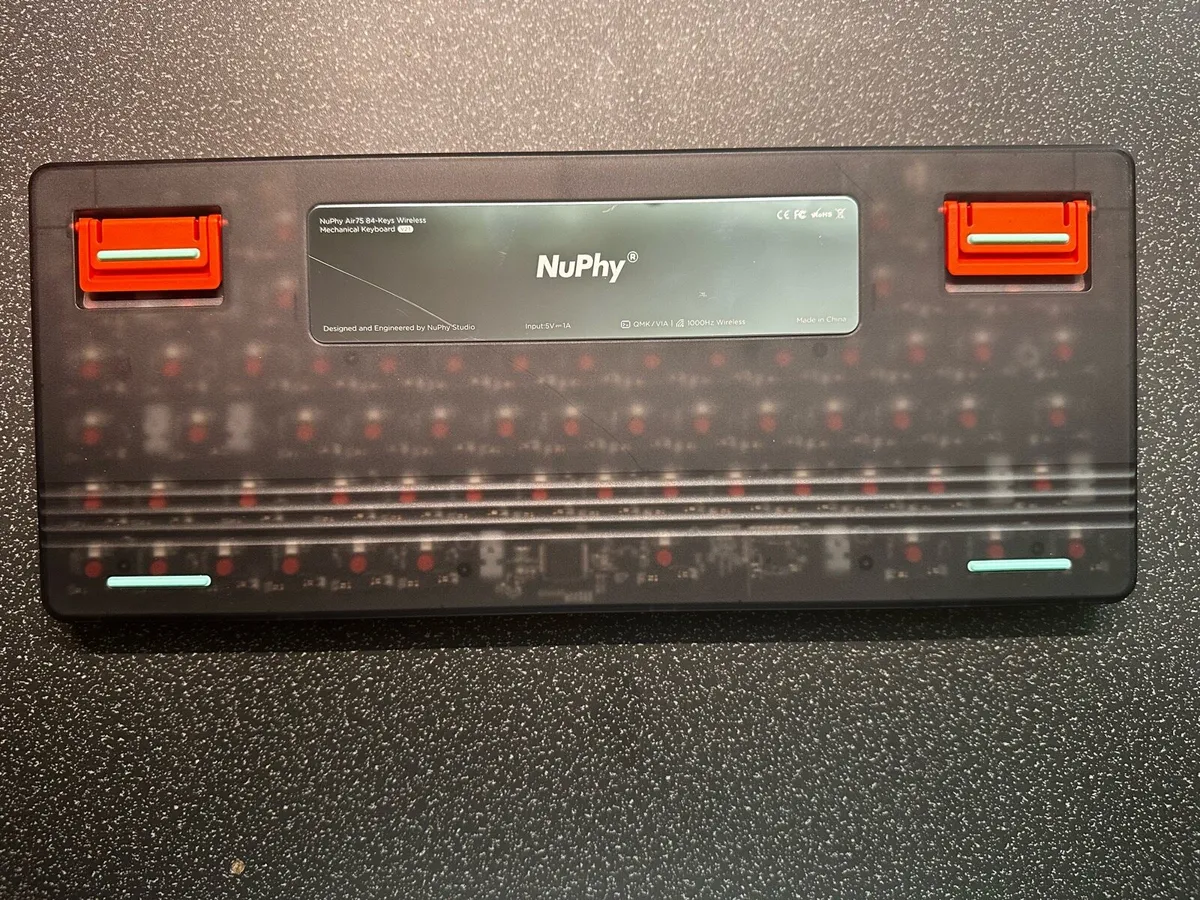 NuPhy Air75 84-Keys Wireless
Mechanical Keyboard V2
CE FC RoHS
NuPhy®
Designed and Engineered by NuPhy Studio
Input:5V⎓1A
QMK/VIA | 1000Hz Wireless
Made in China